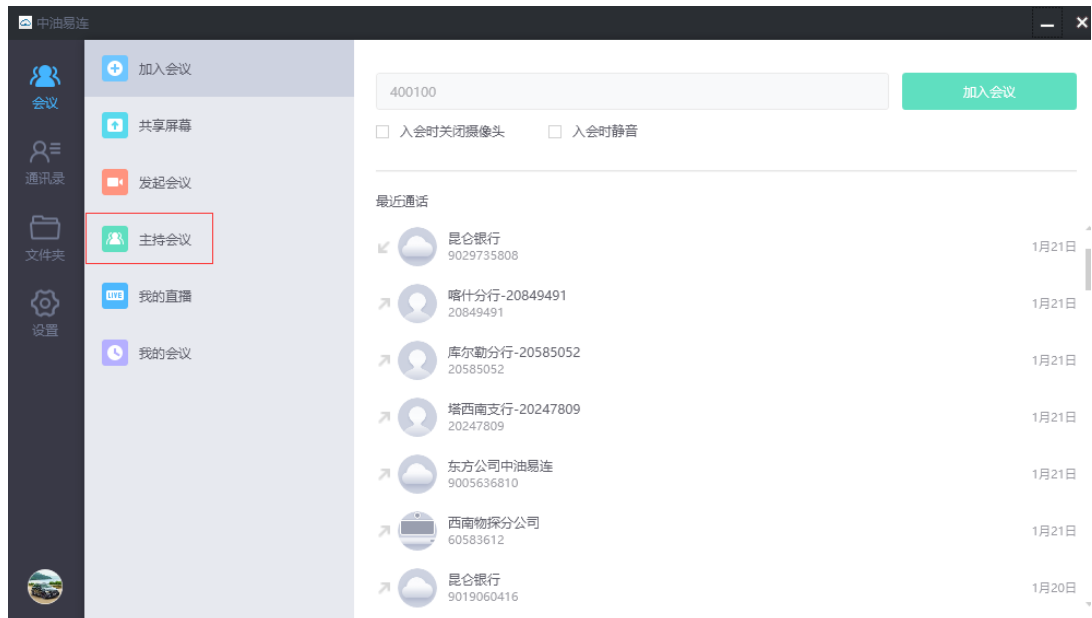 中油易连
会议
通讯录
文件夹
设置
加入会议
共享屏幕
发起会议
主持会议
LIVE 我的直播
我的会议
400100
加入会议
入会时关闭摄像头 入会时静音
最近通话
昆仑银行
9029735808
1月21日
喀什分行-20849491
20849491
1月21日
库尔勒分行-20585052
20585052
1月21日
塔西南支行-20247809
20247809
1月21日
东方公司中油易连
9005636810
1月21日
西南物探分公司
60583612
1月21日
昆仑银行
9019060416
1月20日